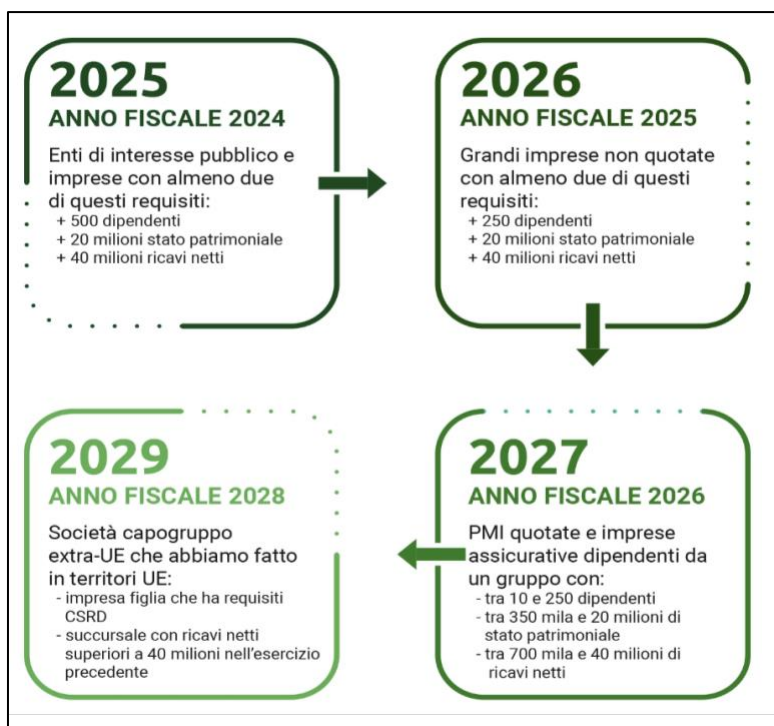 2025
ANNO FISCALE 2024
Enti di interesse pubblico e
imprese con almeno due
di questi requisiti:
+ 500 dipendenti
+ 20 milioni stato patrimoniale
+ 40 milioni ricavi netti
2026
ANNO FISCALE 2025
Grandi imprese non quotate
con almeno due di questi
requisiti:
+ 250 dipendenti
+ 20 milioni stato patrimoniale
+ 40 milioni ricavi netti
2027
ANNO FISCALE 2026
PMI quotate e imprese
assicurative dipendenti da
un gruppo con:
- tra 10 e 250 dipendenti
- tra 350 mila e 20 milioni di
stato patrimoniale
- tra 700 mila e 40 milioni di
ricavi netti
2029
ANNO FISCALE 2028
Società capogruppo
extra-UE che abbiamo fatto
in territori UE:
- impresa figlia che ha requisiti
CSRD
- succursale con ricavi netti
superiori a 40 milioni nell'esercizio
precedente